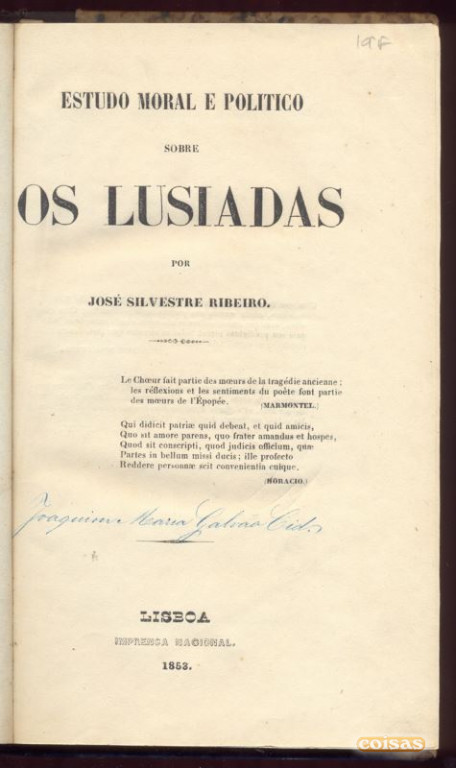 198
ESTUDO MORAL E POLITICO
SOBRE
OS LUSIADAS
POR
JOSÉ SILVESTRE RIBEIRO.
Le Chœur fait partie des mœurs de la tragédie ancienne ;
les réflexions et les sentiments du poète font partie
des mœurs de l'Épopée. (MARMONTEL.)
Qui didicit patriæ quid debeat, et quid amicis,
Quo sit amore parens, quo frater amandus et hospes,
Quod sit conscripti, quod judicis officium, quæ
Partes in bellum missi ducis ; ille profecto
Reddere personæ scit convenientia cuique.
(HORACIO.)
Joaquim Maria Galvao Cid.
LISBOA
IMPRENSA NACIONAL.
1853.
coisas